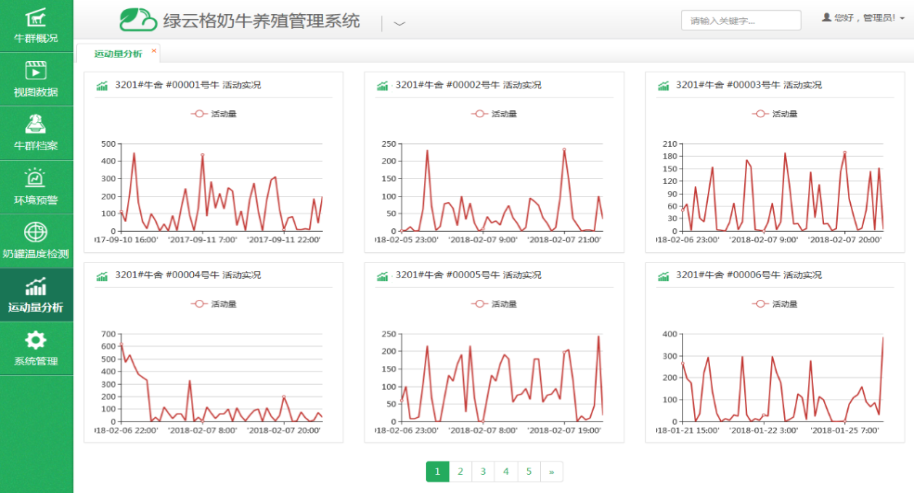 绿云格奶牛养殖管理系统
请输入关键字...
您好，管理员!
牛群概况
视图数据
牛群档案
环境预警
奶罐温度检测
运动量分析
系统管理
运动量分析 ×
3201#牛舍 #00001号牛 活动实况
活动量
500
400
300
200
100
0
17-09-10 16:00'
'2017-09-11 7:00'
'2017-09-11 22:00'
3201#牛舍 #00002号牛 活动实况
活动量
250
200
150
100
50
0
18-02-05 23:00'
'2018-02-06 9:00'
'2018-02-07 21:00'
3201#牛舍 #00003号牛 活动实况
活动量
210
180
150
120
90
60
30
0
18-02-06 23:00'
'2018-02-07 9:00'
'2018-02-07 20:00'
3201#牛舍 #00004号牛 活动实况
活动量
700
600
500
400
300
200
100
0
18-02-06 22:00'
'2018-02-07 8:00'
'2018-02-07 20:00'
3201#牛舍 #00005号牛 活动实况
活动量
250
200
150
100
50
0
18-02-06 23:00'
'2018-02-07 8:00'
'2018-02-07 19:00'
3201#牛舍 #00006号牛 活动实况
活动量
400
300
200
100
0
18-01-21 15:00'
'2018-01-22 3:00'
'2018-01-25 7:00'
1 2 3 4 5 »